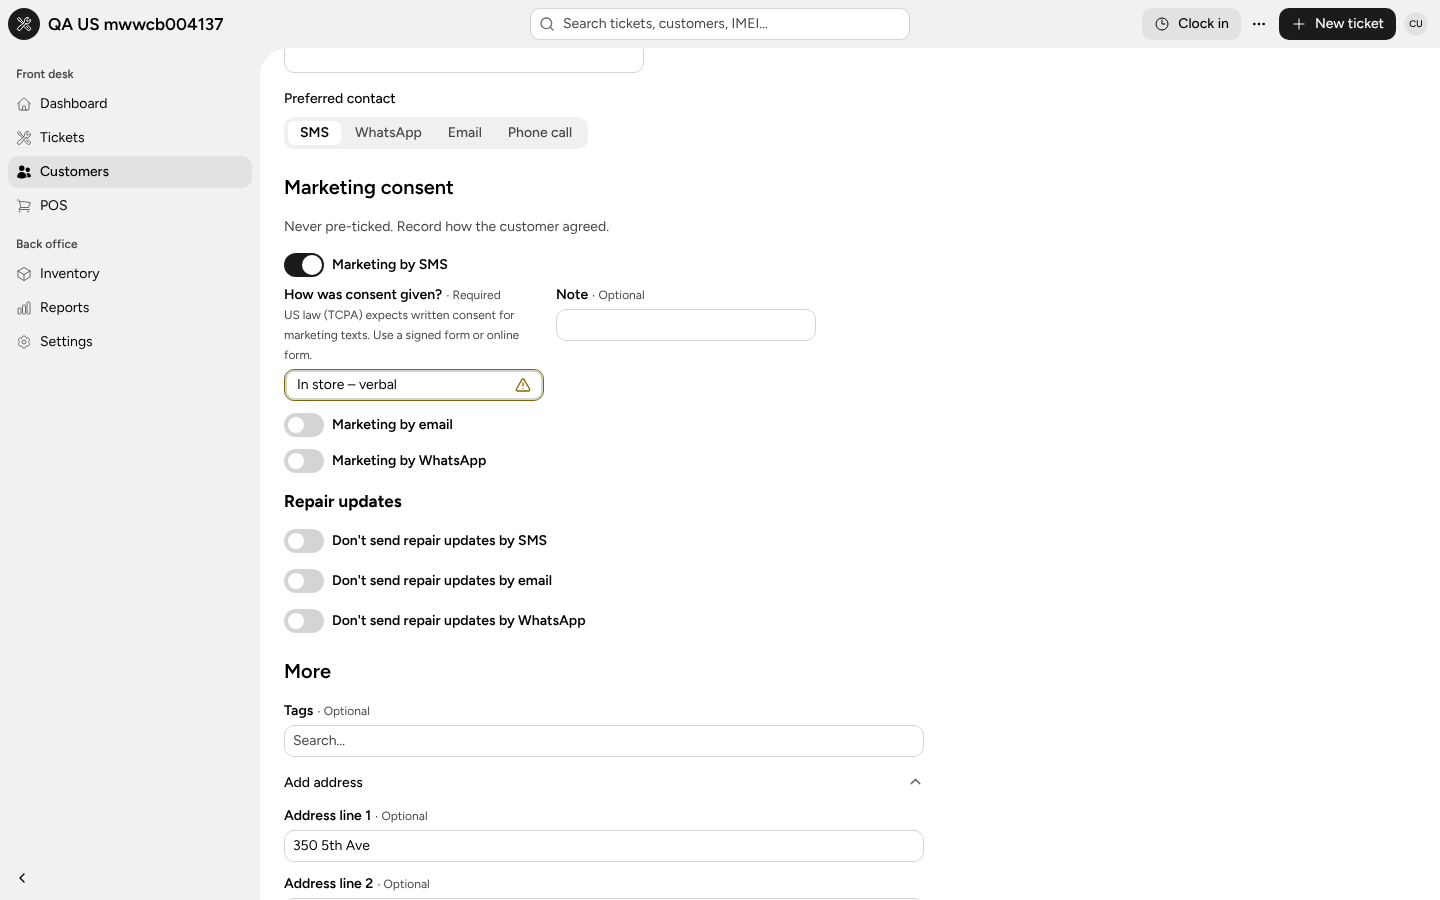 QA US mwwcb004137
Search tickets, customers, IMEI...
Clock in
New ticket
CU
Front desk
Dashboard
Tickets
Customers
POS
Back office
Inventory
Reports
Settings
Preferred contact
SMS WhatsApp Email Phone call
Marketing consent
Never pre-ticked. Record how the customer agreed.
Marketing by SMS
How was consent given? · Required
US law (TCPA) expects written consent for
marketing texts. Use a signed form or online
form.
In store – verbal
Note · Optional
Marketing by email
Marketing by WhatsApp
Repair updates
Don't send repair updates by SMS
Don't send repair updates by email
Don't send repair updates by WhatsApp
More
Tags · Optional
Search...
Add address
Address line 1 · Optional
350 5th Ave
Address line 2 · Optional